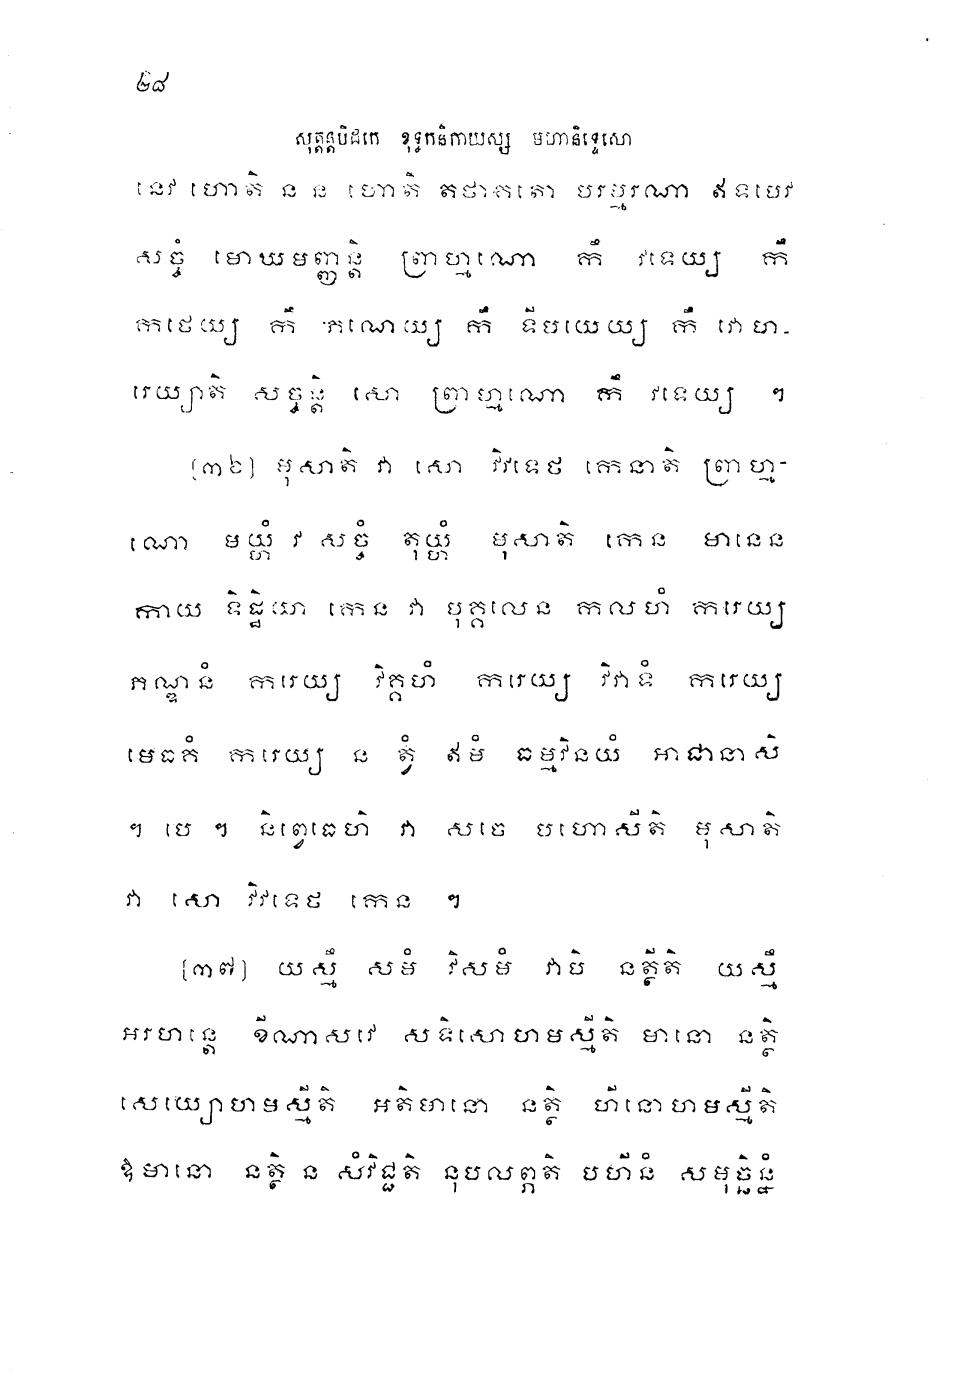 ២៨
សុត្តន្តបិដកេ ខុទ្ទកនិកាយស្ស មហានិទ្ទេសោ
នេវ ហោតិ ន ន ហោតិ តថាគតោ បរម្មរណា ឥទមេវ
សច្ចំ មោឃមញ្ញន្តិ ព្រាហ្មណោ កឹ វទេយ្យ កឹ
កថេយ្យ កឹ ភណេយ្យ កឹ ទីបយេយ្យ កឹ វោហ-
រេយ្យាតិ សច្ចន្តិ សោ ព្រាហ្មណោ កឹ វទេយ្យ ។
[៣៦] មុសាតិ វា សោ វិវទេថ កេនាតិ ព្រាហ្ម-
ណោ មយ្ហំ វ សច្ចំ តុយ្ហំ មុសាតិ កេន មានេន
កាយ ទិដ្ឋិយា កេន វា បុគ្គលេន កលហំ ករេយ្យ
ភណ្ឌនំ ករេយ្យ វិគ្គហំ ករេយ្យ វិវាទំ ករេយ្យ
មេធកំ ករេយ្យ ន ត្វំ ឥមំ ធម្មវិនយំ អាជានាសិ
។ បេ ។ និព្វេធេហិ វា សចេ បហោសីតិ មុសាតិ
វា សោ វិវទេថ កេន ។
[៣៧] យស្មឹ សមំ វិសមំ វាបិ នត្ថីតិ យស្មឹ
អរហន្តេ ខីណាសវេ សទិសោហមស្មីតិ មានោ នត្ថិ
សេយ្យោហមស្មីតិ អតិមានោ នត្ថិ ហីនោហមស្មីតិ
ឱមានោ នត្ថិ ន សំវិជ្ជតិ នុបលព្ភតិ បហីនំ សមុច្ឆិន្នំ